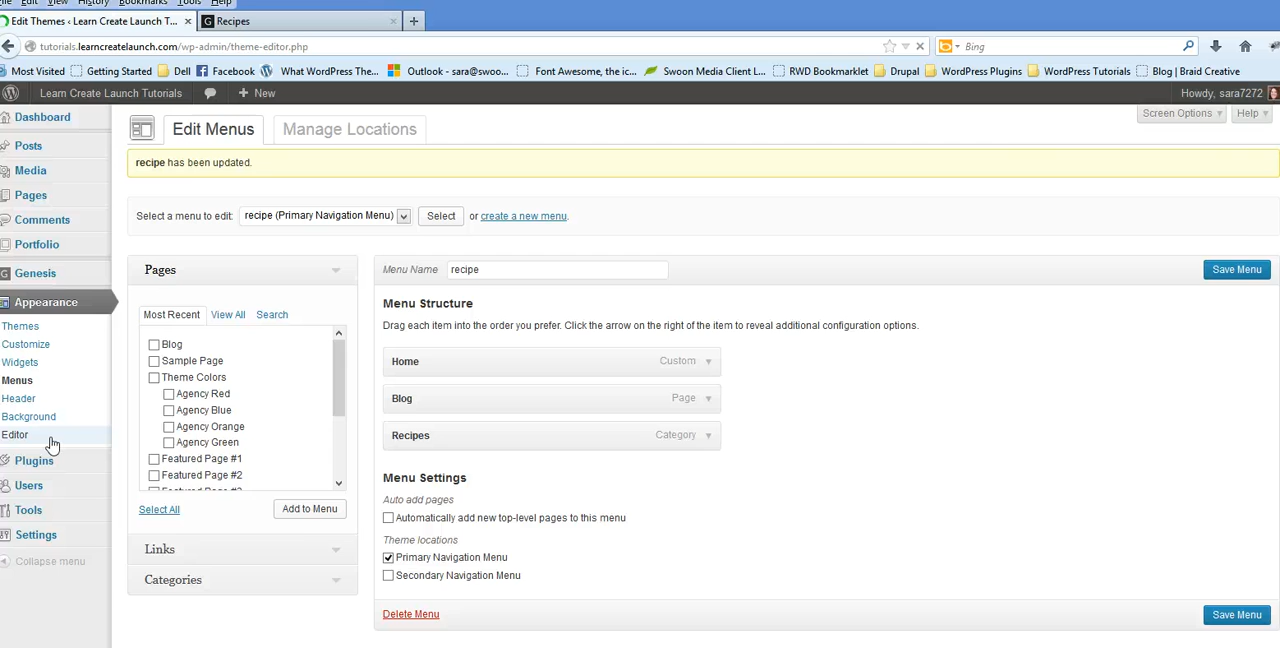 File Edit View History Bookmarks Tools Help
Edit Themes ‹ Learn Create Launch T... × G Recipes × +
tutorials.learncreatelaunch.com/wp-admin/theme-editor.php Bing
Most Visited Getting Started Dell Facebook What WordPress The... Outlook - sara@swoo... Font Awesome, the ic... Swoon Media Client L... RWD Bookmarklet Drupal WordPress Plugins WordPress Tutorials Blog | Braid Creative
Learn Create Launch Tutorials + New Howdy, sara7272
Screen Options Help
Dashboard
Posts
Media
Pages
Comments
Portfolio
Genesis
Appearance
Themes
Customize
Widgets
Menus
Header
Background
Editor
Plugins
Users
Tools
Settings
Collapse menu
Edit Menus Manage Locations
recipe has been updated.
Select a menu to edit: recipe (Primary Navigation Menu) Select or create a new menu.
Pages
Most Recent View All Search
Blog
Sample Page
Theme Colors
Agency Red
Agency Blue
Agency Orange
Agency Green
Featured Page #1
Featured Page #2
Select All Add to Menu
Links
Categories
Menu Name recipe Save Menu
Menu Structure
Drag each item into the order you prefer. Click the arrow on the right of the item to reveal additional configuration options.
Home Custom
Blog Page
Recipes Category
Menu Settings
Auto add pages
Automatically add new top-level pages to this menu
Theme locations
Primary Navigation Menu
Secondary Navigation Menu
Delete Menu Save Menu